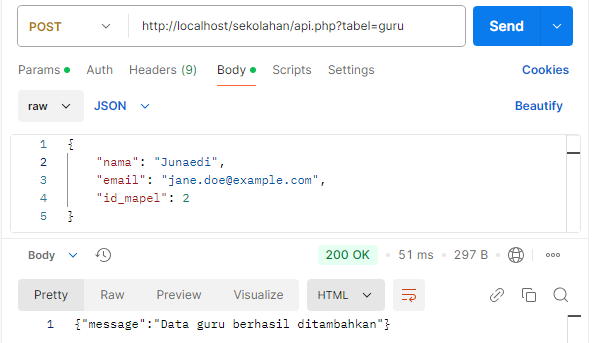 POST http://localhost/sekolahan/api.php?tabel=guru Send
Params Auth Headers (9) Body Scripts Settings Cookies
raw JSON Beautify
1 {
2 "nama": "Junaedi",
3 "email": "jane.doe@example.com",
4 "id_mapel": 2
5 }
Body 200 OK 51 ms 297 B
Pretty Raw Preview Visualize HTML
1 {"message":"Data guru berhasil ditambahkan"}